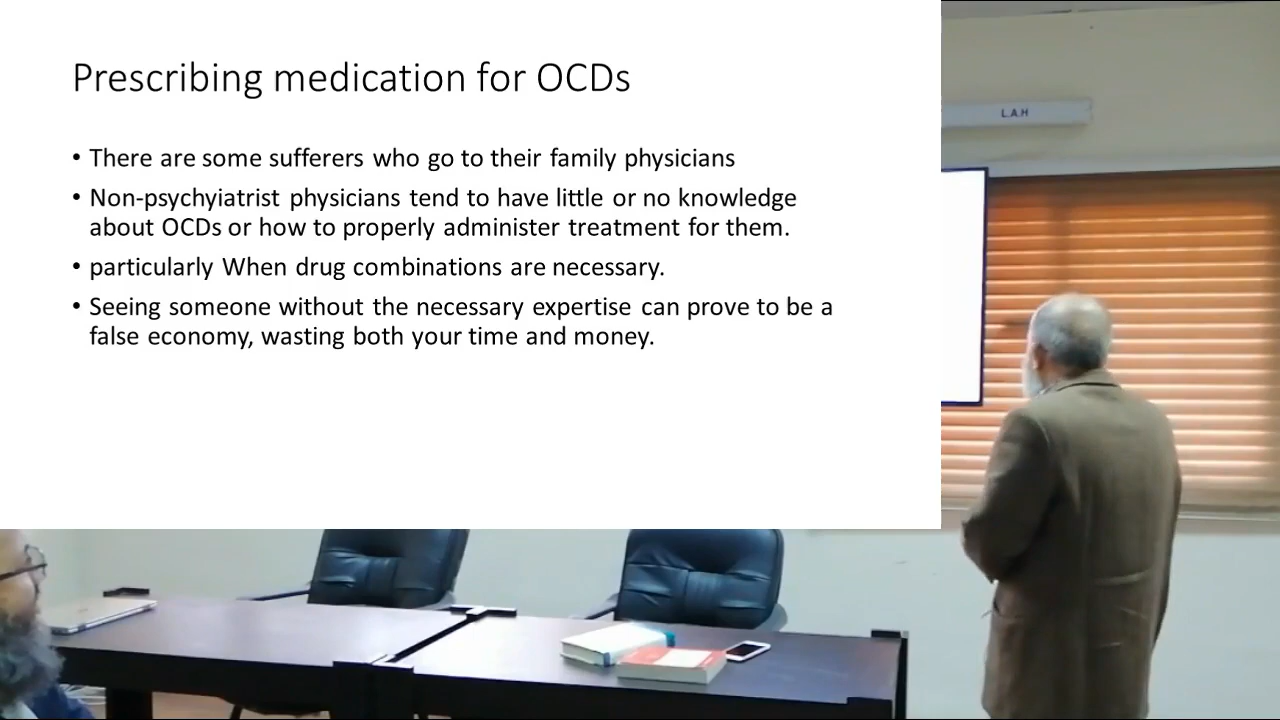 Prescribing medication for OCDs
• There are some sufferers who go to their family physicians
• Non-psychyiatrist physicians tend to have little or no knowledge
about OCDs or how to properly administer treatment for them.
• particularly When drug combinations are necessary.
• Seeing someone without the necessary expertise can prove to be a
false economy, wasting both your time and money.
L.A.H